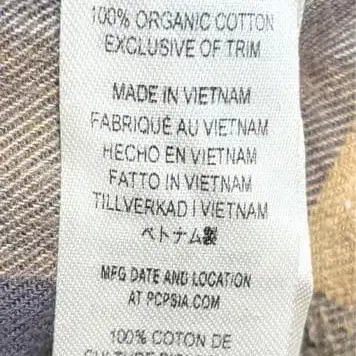 100% ORGANIC COTTON
EXCLUSIVE OF TRIM
MADE IN VIETNAM
FABRIQUÉ AU VIETNAM
HECHO EN VIETNAM
FATTO IN VIETNAM
TILLVERKAD I VIETNAM
ベトナム製
MFG DATE AND LOCATION
AT PCPSIA.COM
100% COTON DE
CULTURE